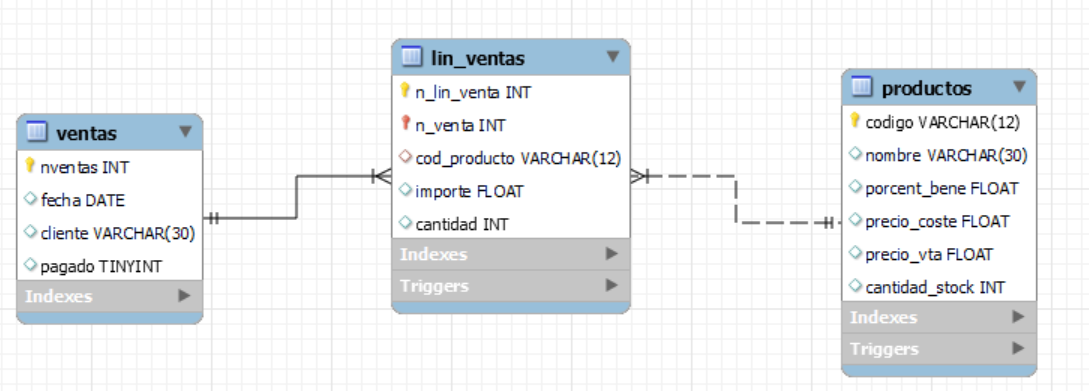 ventas
nventas INT
fecha DATE
cliente VARCHAR(30)
pagado TINYINT
Indexes
lin_ventas
n_lin_venta INT
n_venta INT
cod_producto VARCHAR(12)
importe FLOAT
cantidad INT
Indexes
Triggers
productos
codigo VARCHAR(12)
nombre VARCHAR(30)
porcent_bene FLOAT
precio_coste FLOAT
precio_vta FLOAT
cantidad_stock INT
Indexes
Triggers